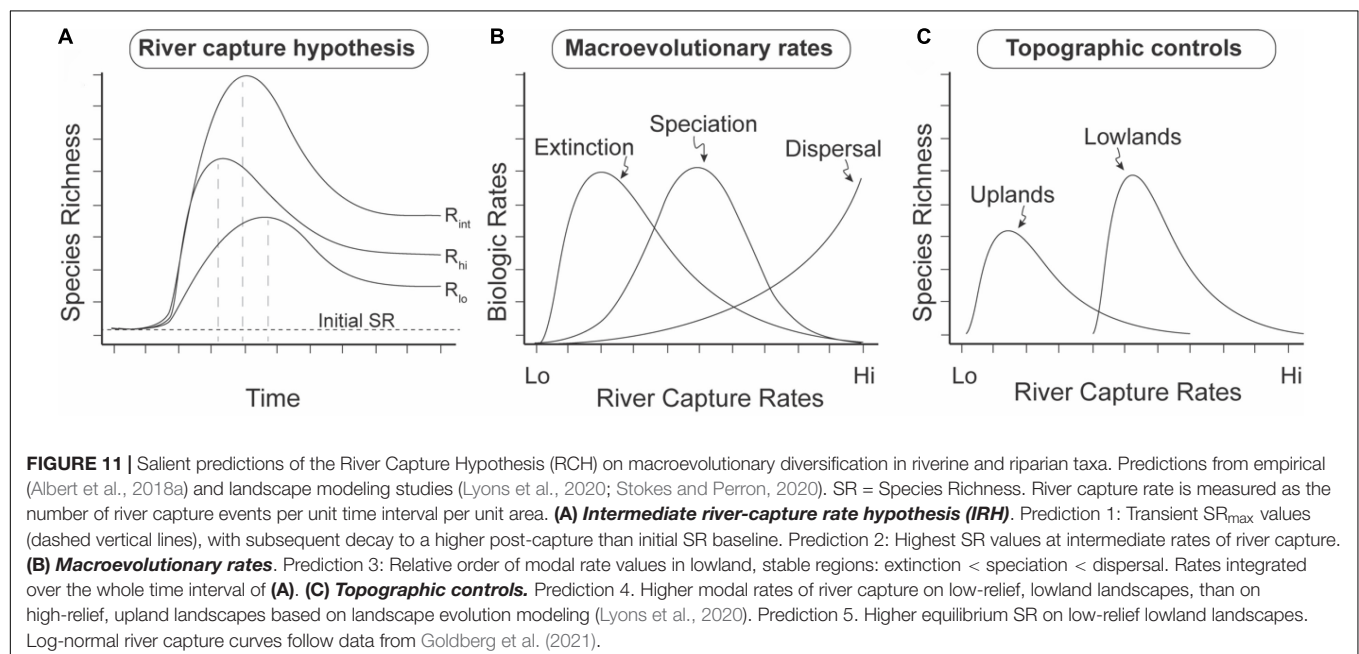 A
River capture hypothesis
Species Richness
R_int
R_hi
R_lo
Initial SR
Time
B
Macroevolutionary rates
Biologic Rates
Extinction
Speciation
Dispersal
Lo
Hi
River Capture Rates
C
Topographic controls
Species Richness
Uplands
Lowlands
Lo
Hi
River Capture Rates
FIGURE 11 | Salient predictions of the River Capture Hypothesis (RCH) on macroevolutionary diversification in riverine and riparian taxa. Predictions from empirical
(Albert et al., 2018a) and landscape modeling studies (Lyons et al., 2020; Stokes and Perron, 2020). SR = Species Richness. River capture rate is measured as the
number of river capture events per unit time interval per unit area. (A) Intermediate river-capture rate hypothesis (IRH). Prediction 1: Transient SR_max values
(dashed vertical lines), with subsequent decay to a higher post-capture than initial SR baseline. Prediction 2: Highest SR values at intermediate rates of river capture.
(B) Macroevolutionary rates. Prediction 3: Relative order of modal rate values in lowland, stable regions: extinction < speciation < dispersal. Rates integrated
over the whole time interval of (A). (C) Topographic controls. Prediction 4. Higher modal rates of river capture on low-relief, lowland landscapes, than on
high-relief, upland landscapes based on landscape evolution modeling (Lyons et al., 2020). Prediction 5. Higher equilibrium SR on low-relief lowland landscapes.
Log-normal river capture curves follow data from Goldberg et al. (2021).